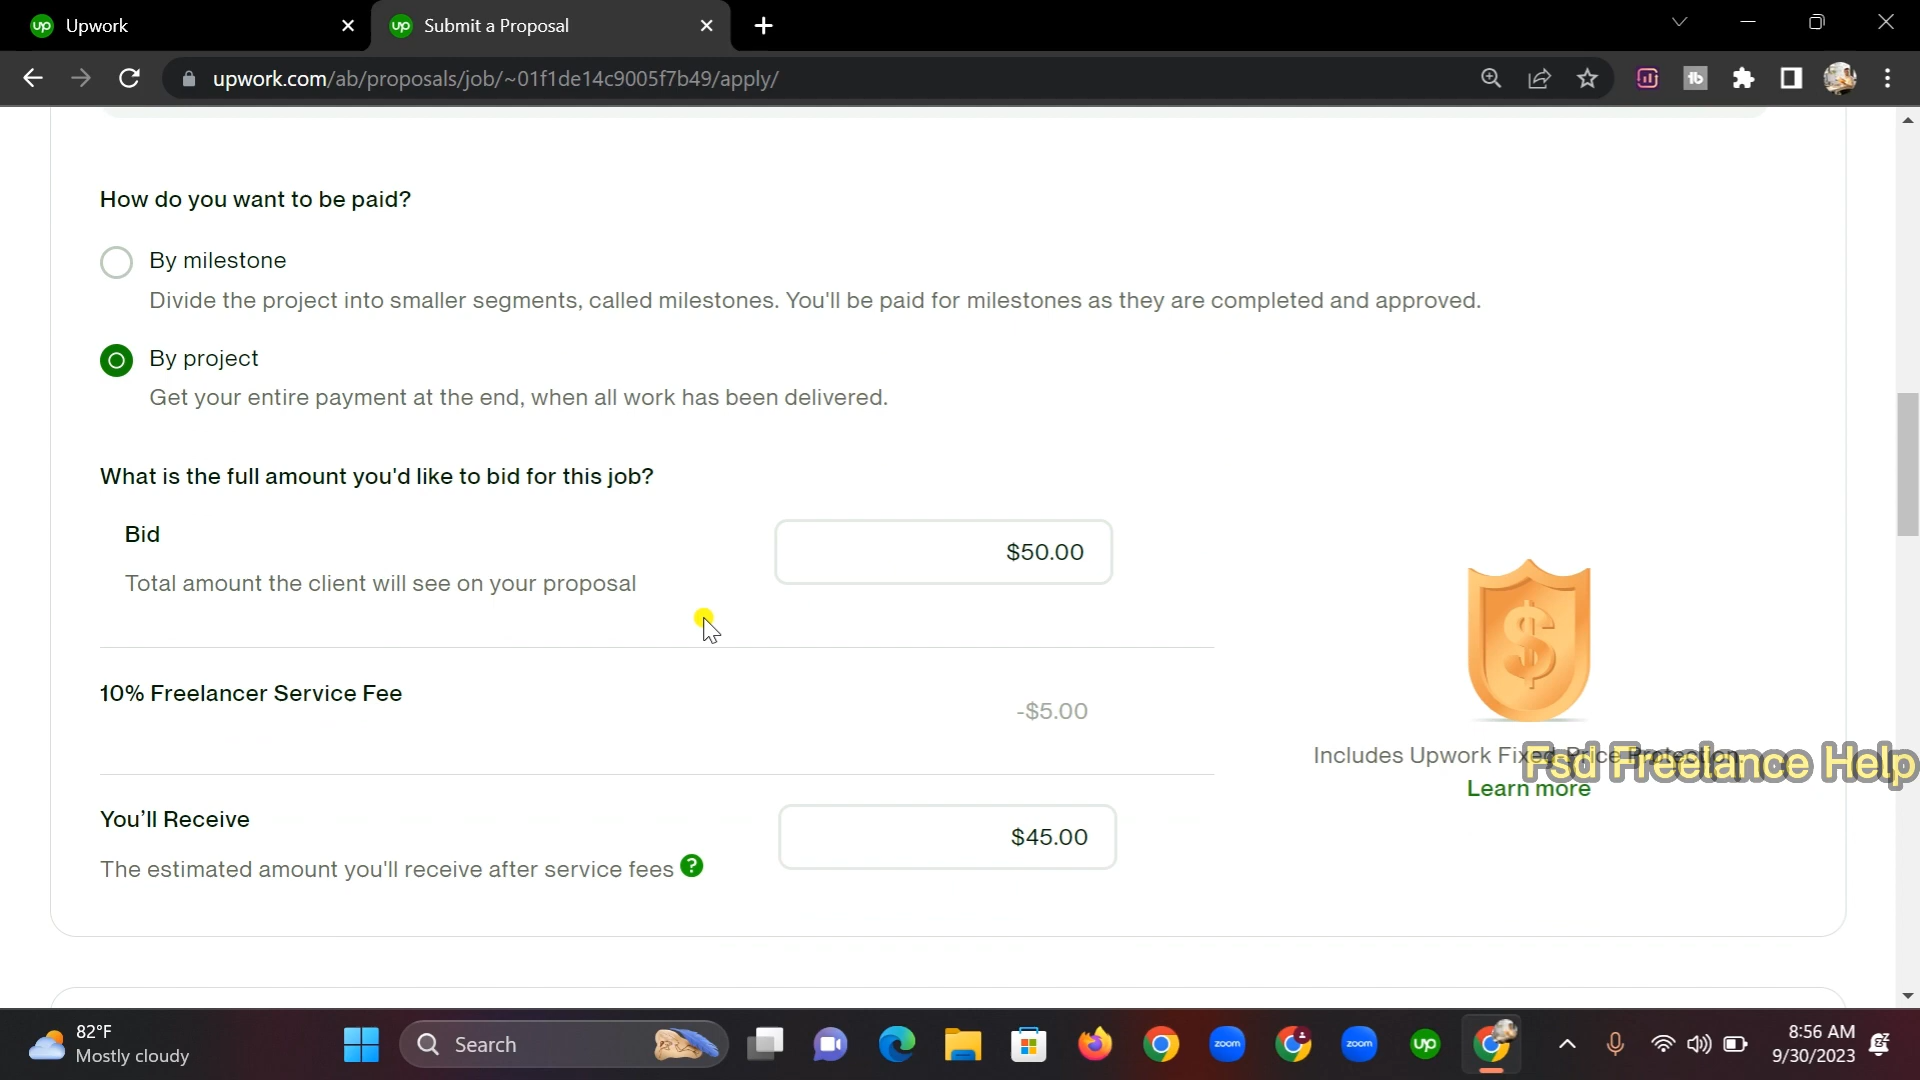 Upwork
Submit a Proposal
upwork.com/ab/proposals/job/~01f1de14c9005f7b49/apply/
How do you want to be paid?
By milestone
Divide the project into smaller segments, called milestones. You'll be paid for milestones as they are completed and approved.
By project
Get your entire payment at the end, when all work has been delivered.
What is the full amount you'd like to bid for this job?
Bid
$50.00
Total amount the client will see on your proposal
10% Freelancer Service Fee
-$5.00
Includes Upwork Fixed-Price Protection.
Fsd Freelance Help
Learn more
You'll Receive
$45.00
The estimated amount you'll receive after service fees ?
82°F
Mostly cloudy
Search
zoom
zoom
up
8:56 AM
9/30/2023